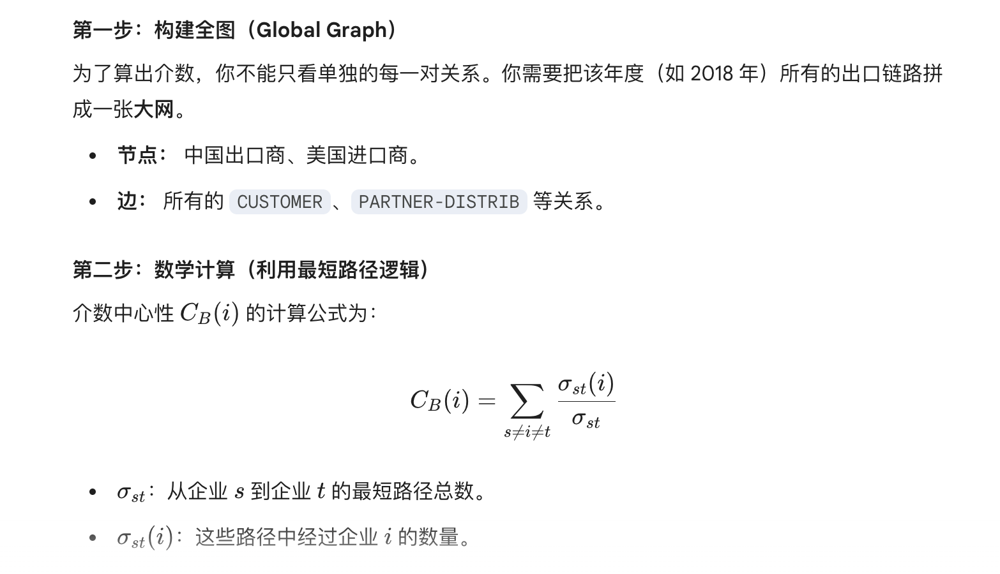 第一步：构建全图（Global Graph）
为了算出介数，你不能只看单独的每一对关系。你需要把该年度（如 2018 年）所有的出口链路拼
成一张大网。
• 节点： 中国出口商、美国进口商。
• 边： 所有的 CUSTOMER 、 PARTNER-DISTRIB 等关系。
第二步：数学计算（利用最短路径逻辑）
介数中心性 $C_B(i)$ 的计算公式为：
$$C_B(i) = \sum_{s \neq i \neq t} \frac{\sigma_{st}(i)}{\sigma_{st}}$$
• $\sigma_{st}$： 从企业 $s$ 到企业 $t$ 的最短路径总数。
• $\sigma_{st}(i)$： 这些路径中经过企业 $i$ 的数量。